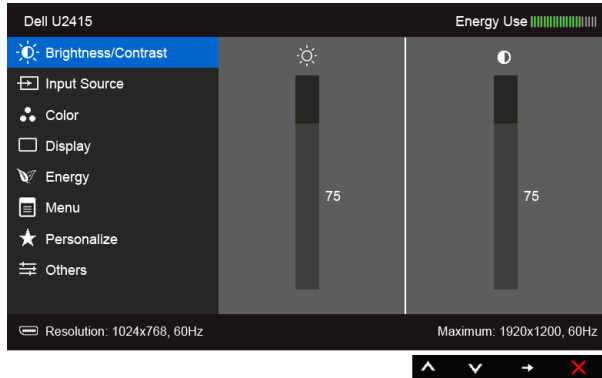 Dell U2415 Energy Use
Brightness/Contrast
Input Source
Color
Display
Energy
Menu
Personalize
Others
75 75
Resolution: 1024x768, 60Hz Maximum: 1920x1200, 60Hz